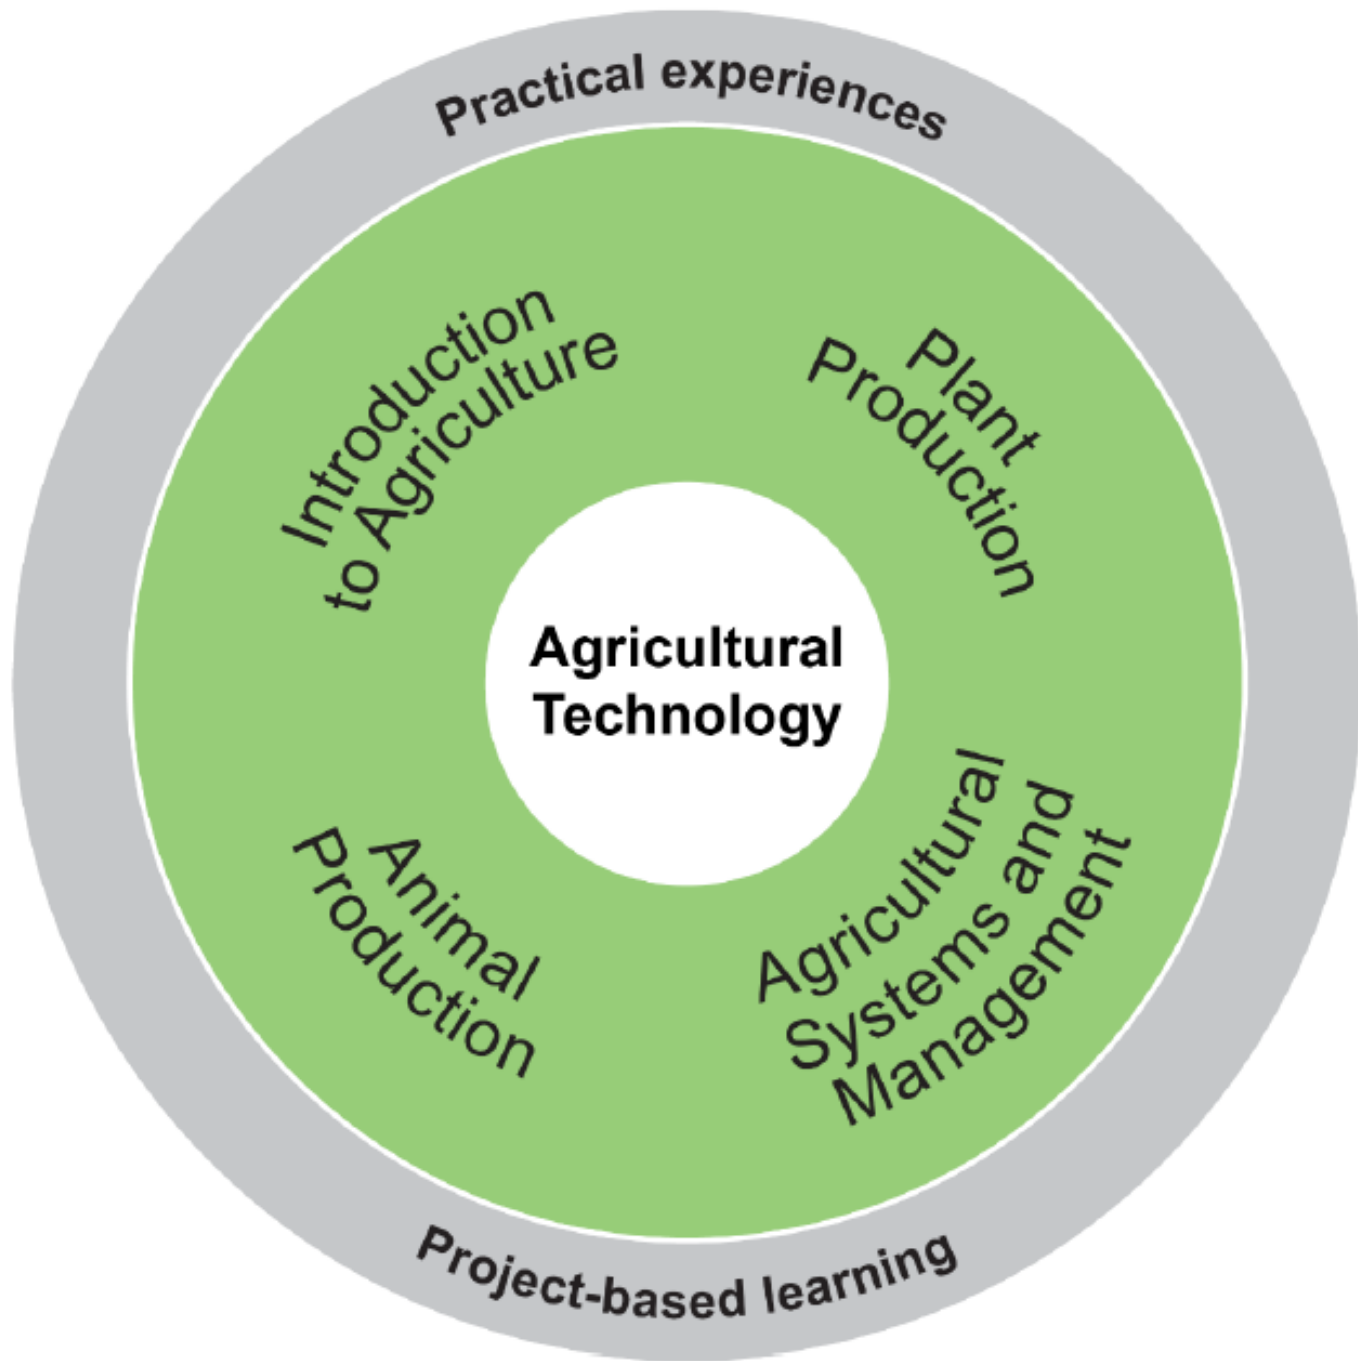 Practical experiences
Introduction
to Agriculture
Plant
Production
Agricultural
Technology
Animal
Production
Agricultural
Systems and
Management
Project-based learning